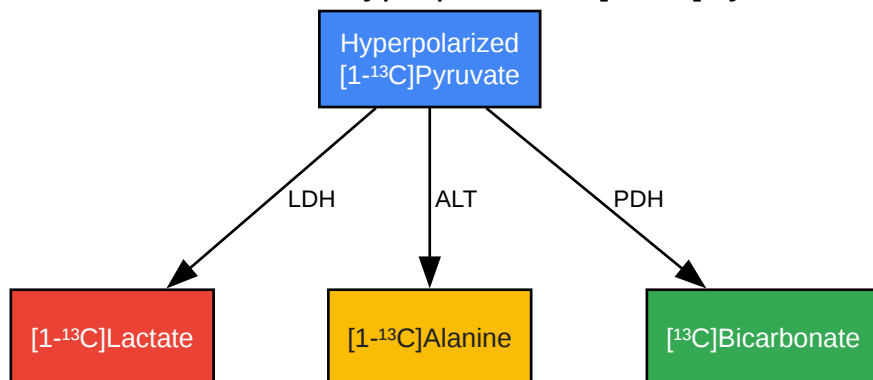 Hyperpolarized
[1-¹³C]Pyruvate
LDH
ALT
PDH
[1-¹³C]Lactate
[1-¹³C]Alanine
[¹³C]Bicarbonate